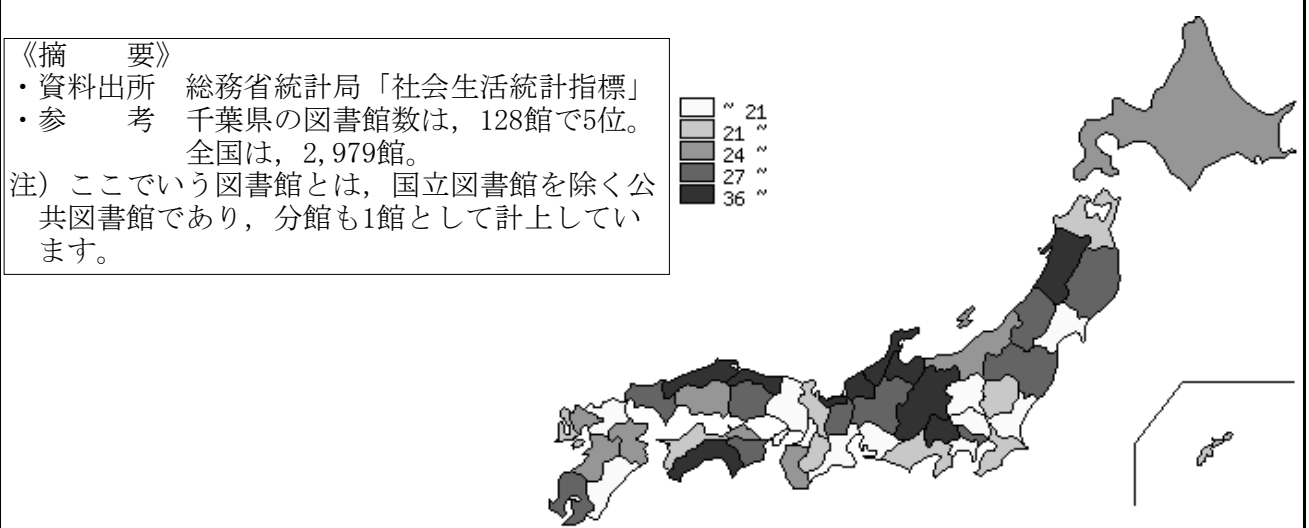 《摘　　要》
・資料出所　総務省統計局「社会生活統計指標」
・参　　考　千葉県の図書館数は，128館で5位。
全国は，2,979館。
注）ここでいう図書館とは，国立図書館を除く公
共図書館であり，分館も1館として計上してい
ます。
~ 21
21 ~
24 ~
27 ~
36 ~